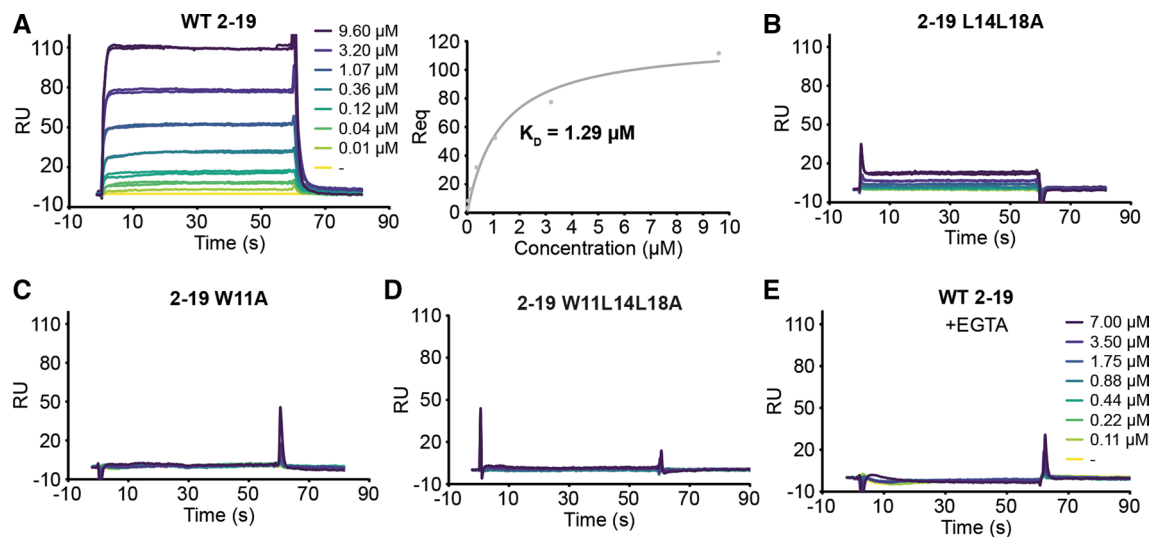 A
WT 2-19
RU
110
80
50
20
-10
-10
10
30
50
70
90
Time (s)
9.60 µM
3.20 µM
1.07 µM
0.36 µM
0.12 µM
0.04 µM
0.01 µM
-
Req
120
100
80
60
40
20
0
0 1 2 3 4 5 6 7 8 9 10
Concentration (µM)
K_D = 1.29 µM
B
2-19 L14L18A
RU
110
80
50
20
-10
-10 10 30 50 70 90
Time (s)
C
2-19 W11A
RU
110
80
50
20
-10
-10 10 30 50 70 90
Time (s)
D
2-19 W11L14L18A
RU
110
80
50
20
-10
-10 10 30 50 70 90
Time (s)
E
WT 2-19
+EGTA
RU
110
80
50
20
-10
-10 10 30 50 70 90
Time (s)
7.00 µM
3.50 µM
1.75 µM
0.88 µM
0.44 µM
0.22 µM
0.11 µM
-